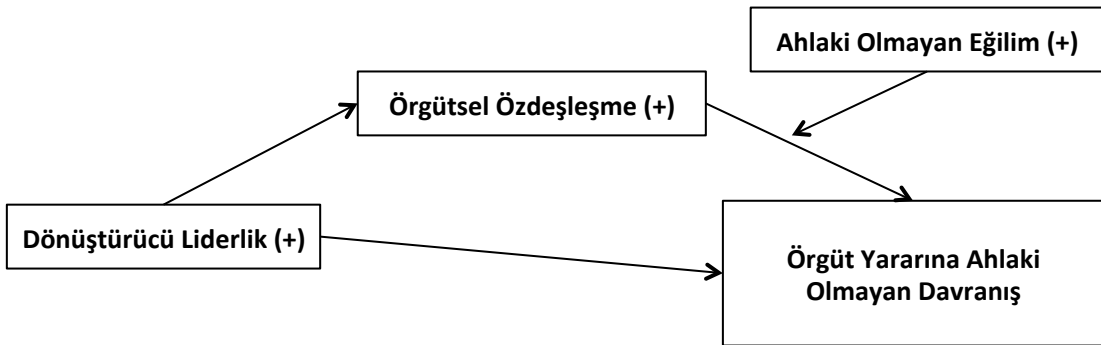 Ahlaki Olmayan Eğilim (+)
Örgütsel Özdeşleşme (+)
Dönüştürücü Liderlik (+)
Örgüt Yararına Ahlaki
Olmayan Davranış